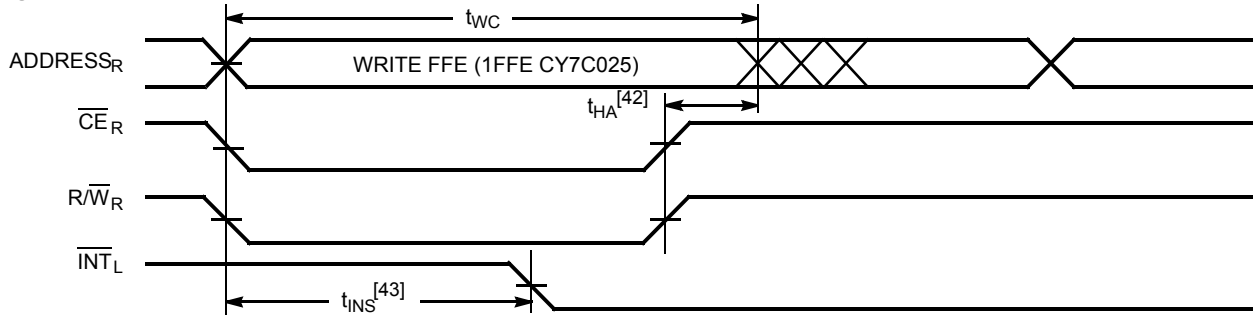 tWC
ADDRESSR
WRITE FFE (1FFE CY7C025)
tHA[42]
CER
R/WR
INTL
tINS[43]